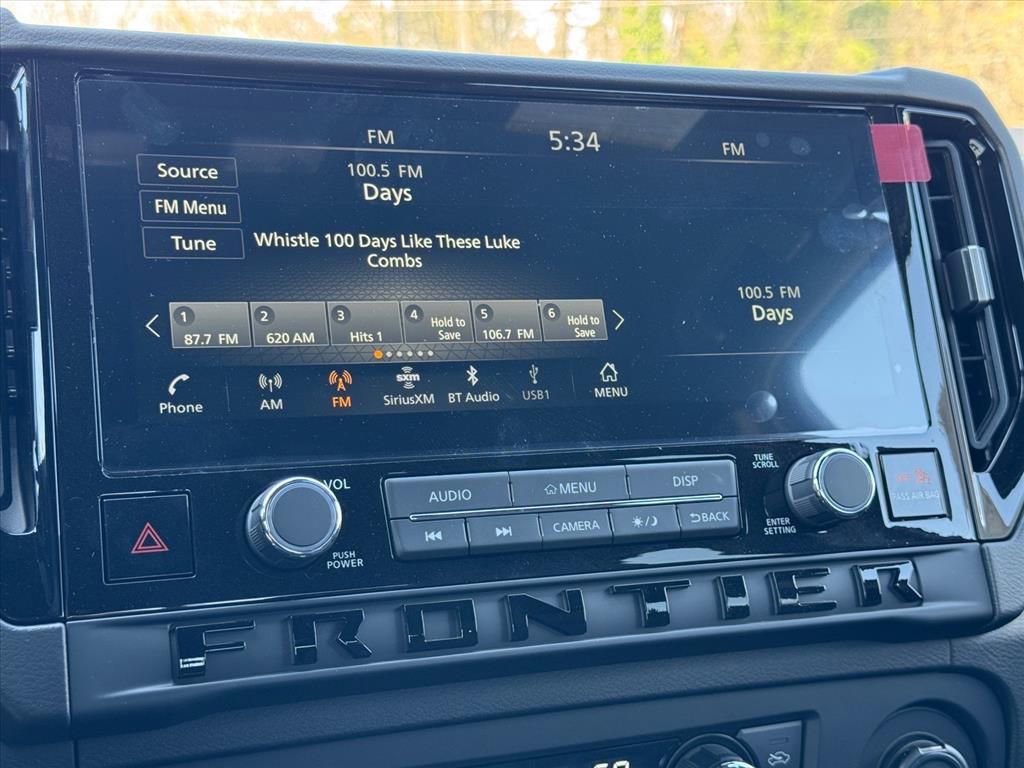 FM
5:34
FM
Source
100.5 FM
Days
FM Menu
Tune
Whistle 100 Days Like These Luke
Combs
100.5 FM
Days
1
87.7 FM
2
620 AM
3
Hits 1
4
Hold to
Save
5
106.7 FM
6
Hold to
Save
Phone
AM
FM
sxm
SiriusXM
BT Audio
USB1
MENU
VOL
PUSH
POWER
AUDIO
MENU
DISP
CAMERA
BACK
TUNE
SCROLL
ENTER
SETTING
PASS AIR BAG
FRONTIER